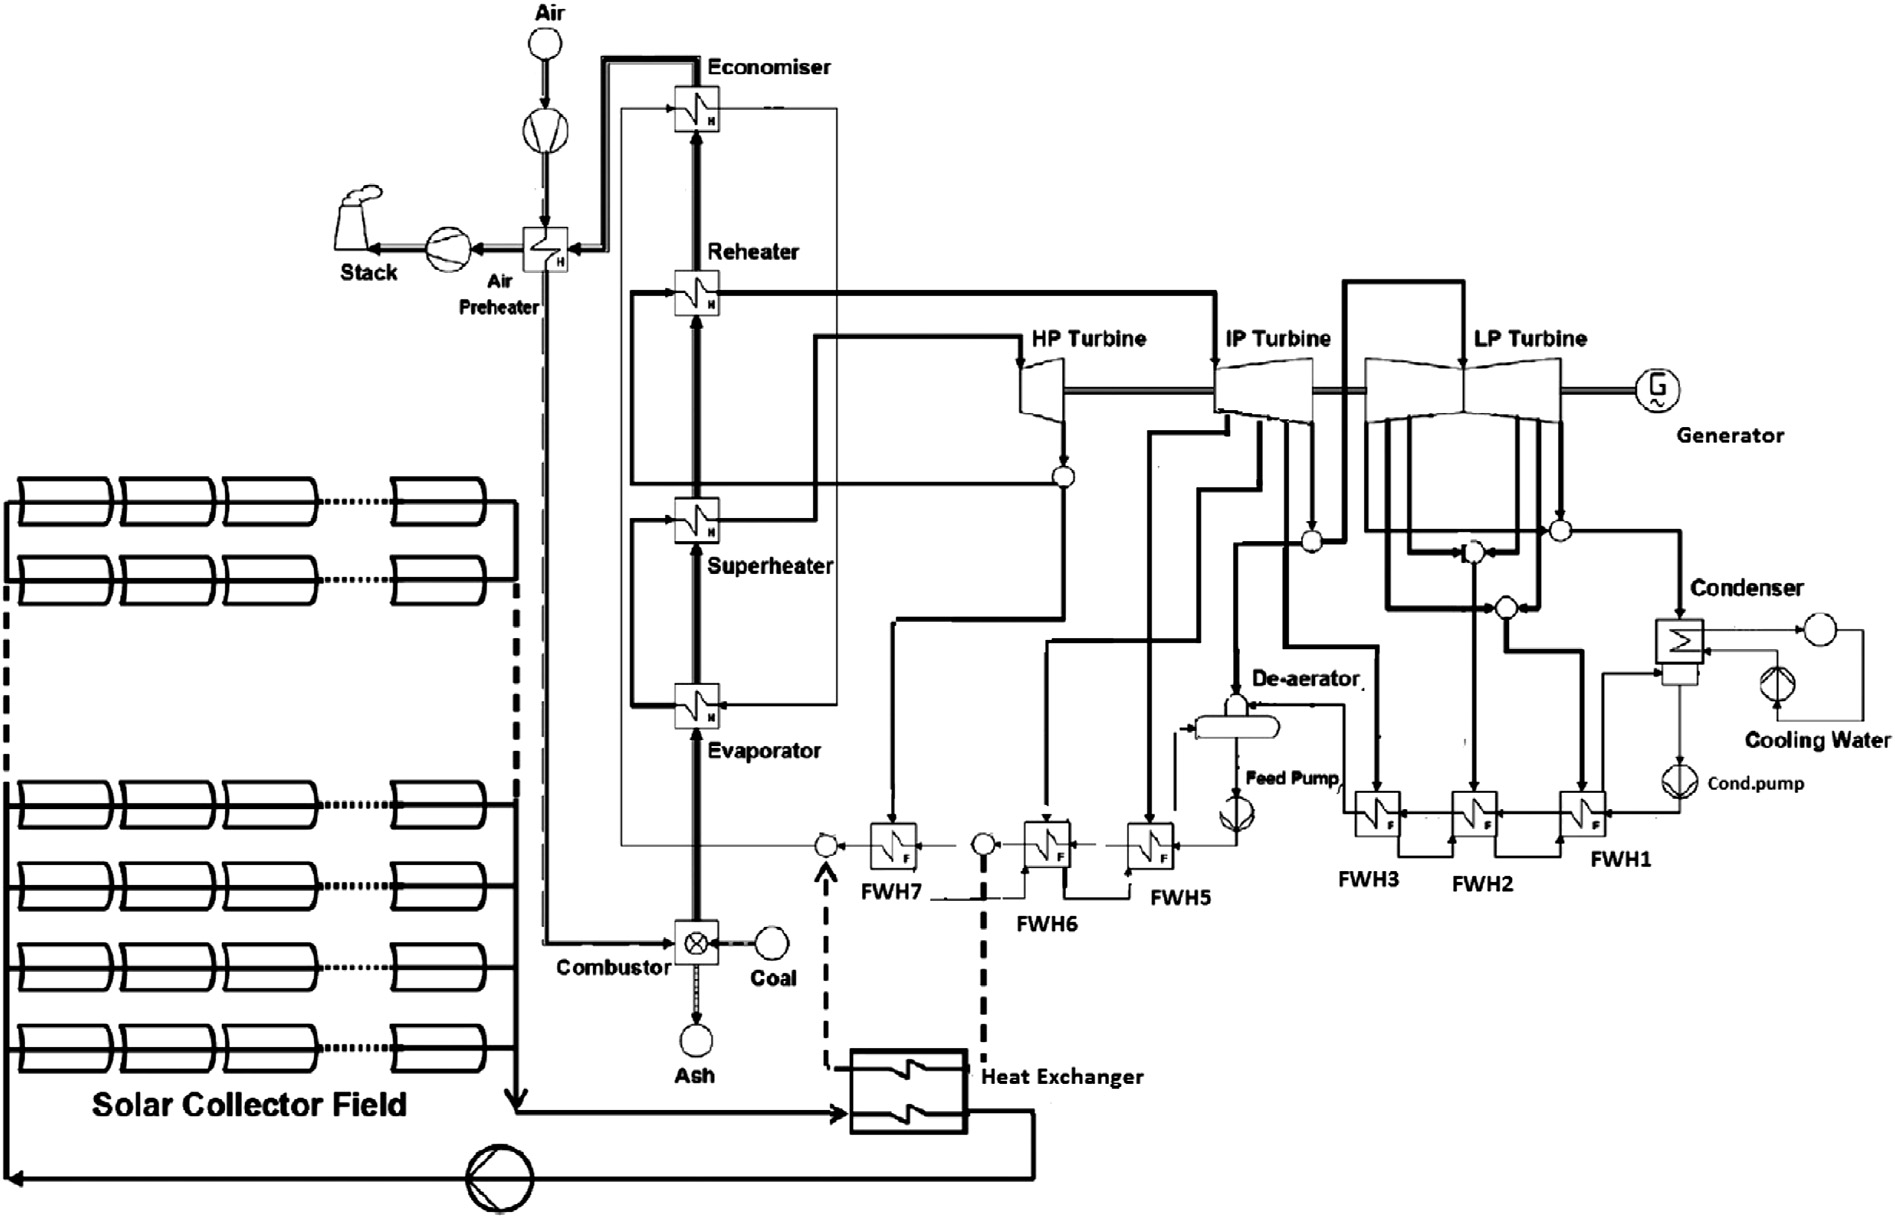 Air
Economiser
H
Reheater
H
Stack
Air
Preheater
H
HP Turbine
IP Turbine
LP Turbine
G
~
Generator
H
Superheater
Condenser
De-aerator
H
Evaporator
Cooling Water
Feed Pump
Cond.pump
F
F
F
F
F
F
FWH1
FWH3
FWH2
FWH7
FWH5
FWH6
Combustor
Coal
Ash
Heat Exchanger
Solar Collector Field